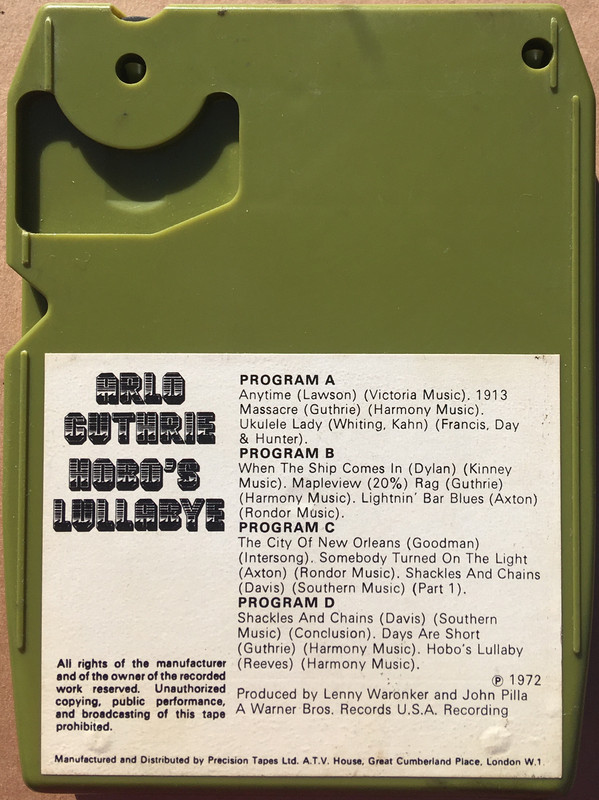 ARLO
GUTHRIE
HOBO'S
LULLABYE
PROGRAM A
Anytime (Lawson) (Victoria Music). 1913
Massacre (Guthrie) (Harmony Music).
Ukulele Lady (Whiting, Kahn) (Francis, Day
& Hunter).
PROGRAM B
When The Ship Comes In (Dylan) (Kinney
Music). Mapleview (20%) Rag (Guthrie)
(Harmony Music). Lightnin' Bar Blues (Axton)
(Rondor Music).
PROGRAM C
The City Of New Orleans (Goodman)
(Intersong). Somebody Turned On The Light
(Axton) (Rondor Music). Shackles And Chains
(Davis) (Southern Music) (Part 1).
PROGRAM D
Shackles And Chains (Davis) (Southern
Music) (Conclusion). Days Are Short
(Guthrie) (Harmony Music). Hobo's Lullaby
(Reeves) (Harmony Music).
℗ 1972
Produced by Lenny Waronker and John Pilla
A Warner Bros. Records U.S.A. Recording
All rights of the manufacturer
and of the owner of the recorded
work reserved. Unauthorized
copying, public performance,
and broadcasting of this tape
prohibited.
Manufactured and Distributed by Precision Tapes Ltd. A.T.V. House, Great Cumberland Place, London W.1